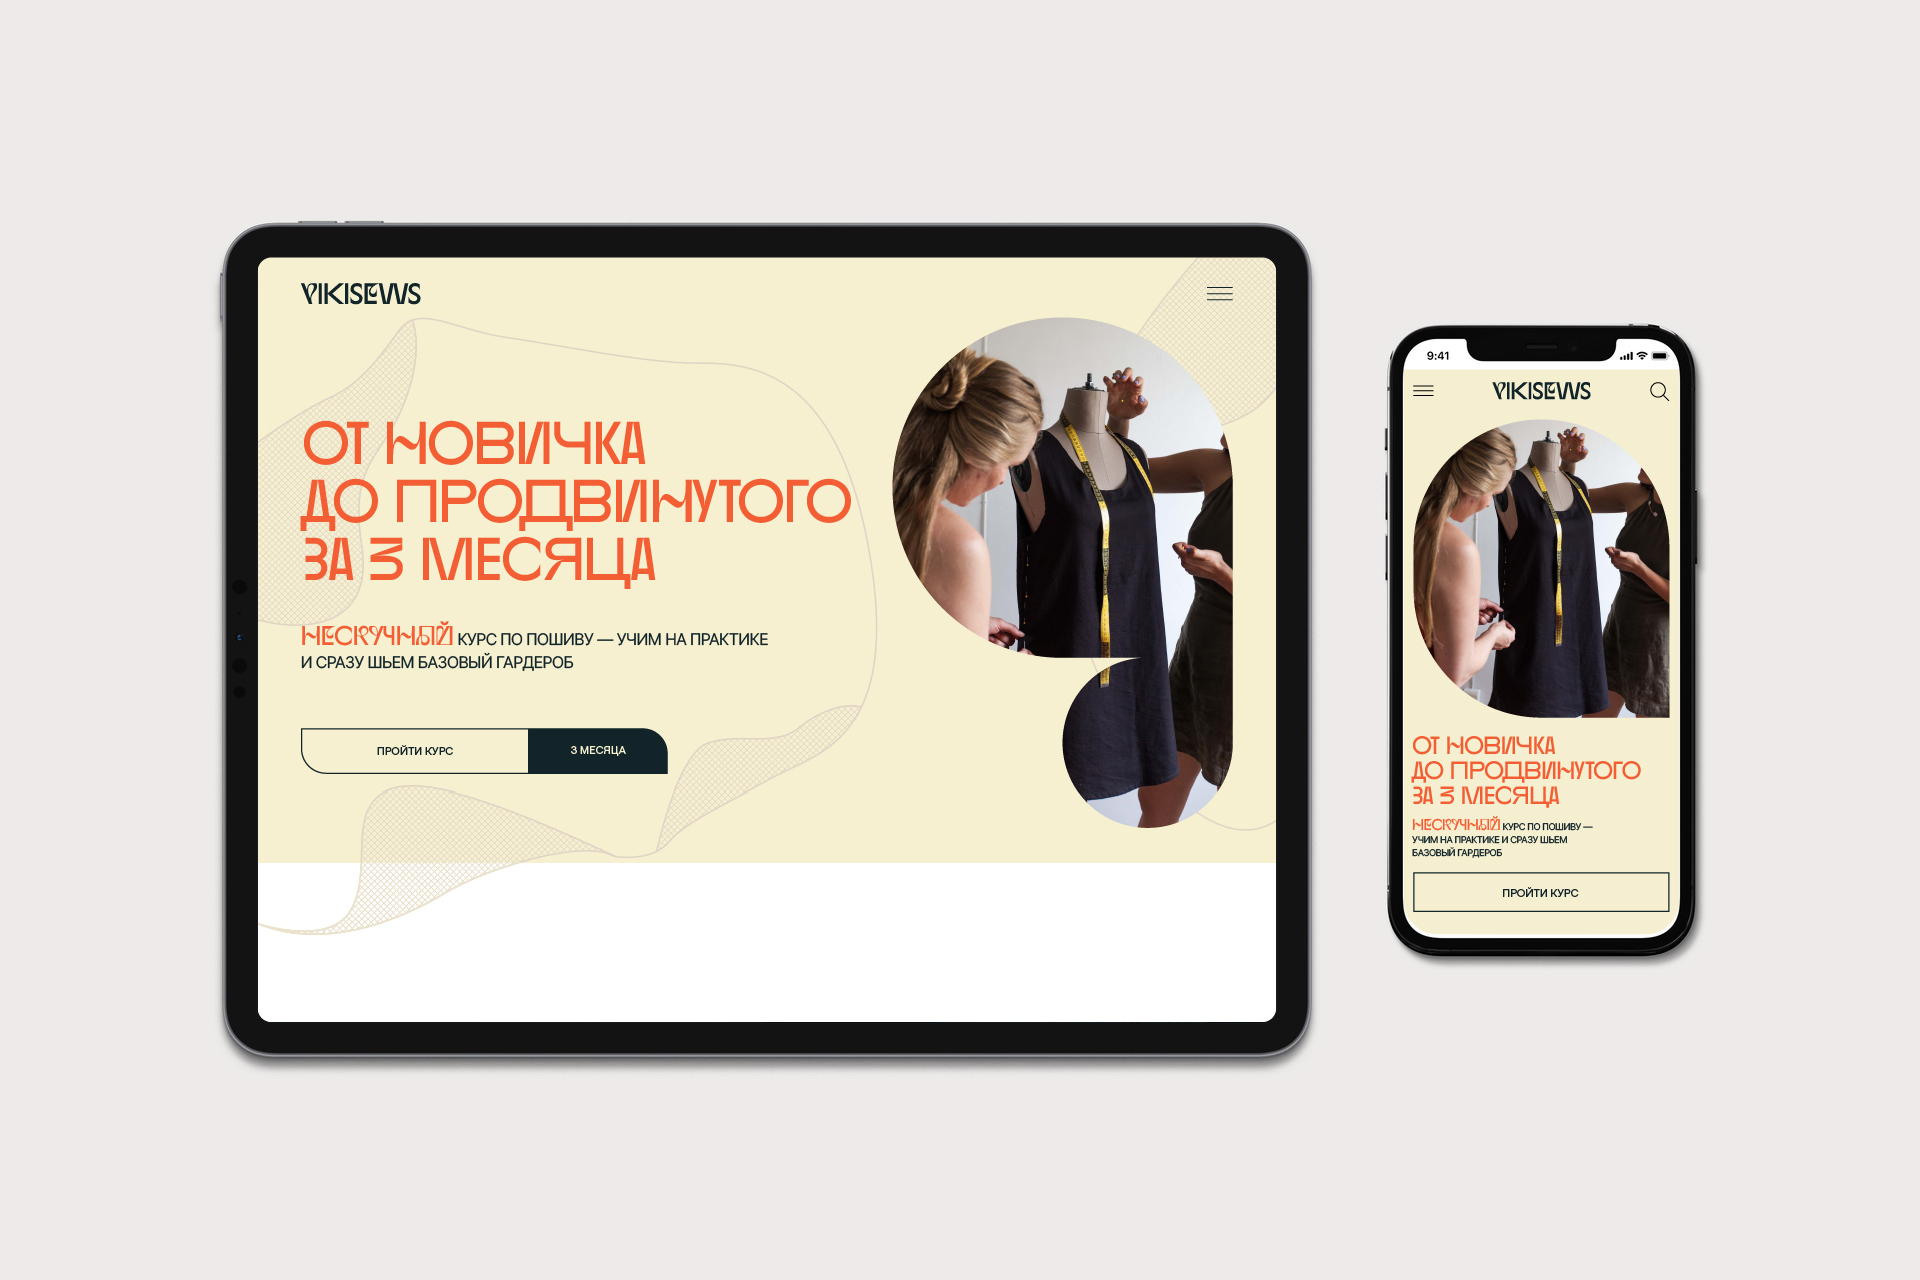 VIKISEWS
ОТ НОВИЧКА
ДО ПРОДВИНУТОГО
ЗА 3 МЕСЯЦА
НЕСКУЧНЫЙ КУРС ПО ПОШИВУ — УЧИМ НА ПРАКТИКЕ
И СРАЗУ ШЬЕМ БАЗОВЫЙ ГАРДЕРОБ
ПРОЙТИ КУРС
3 МЕСЯЦА
9:41
VIKISEWS
ОТ НОВИЧКА
ДО ПРОДВИНУТОГО
ЗА 3 МЕСЯЦА
НЕСКУЧНЫЙ КУРС ПО ПОШИВУ —
УЧИМ НА ПРАКТИКЕ И СРАЗУ ШЬЕМ
БАЗОВЫЙ ГАРДЕРОБ
ПРОЙТИ КУРС